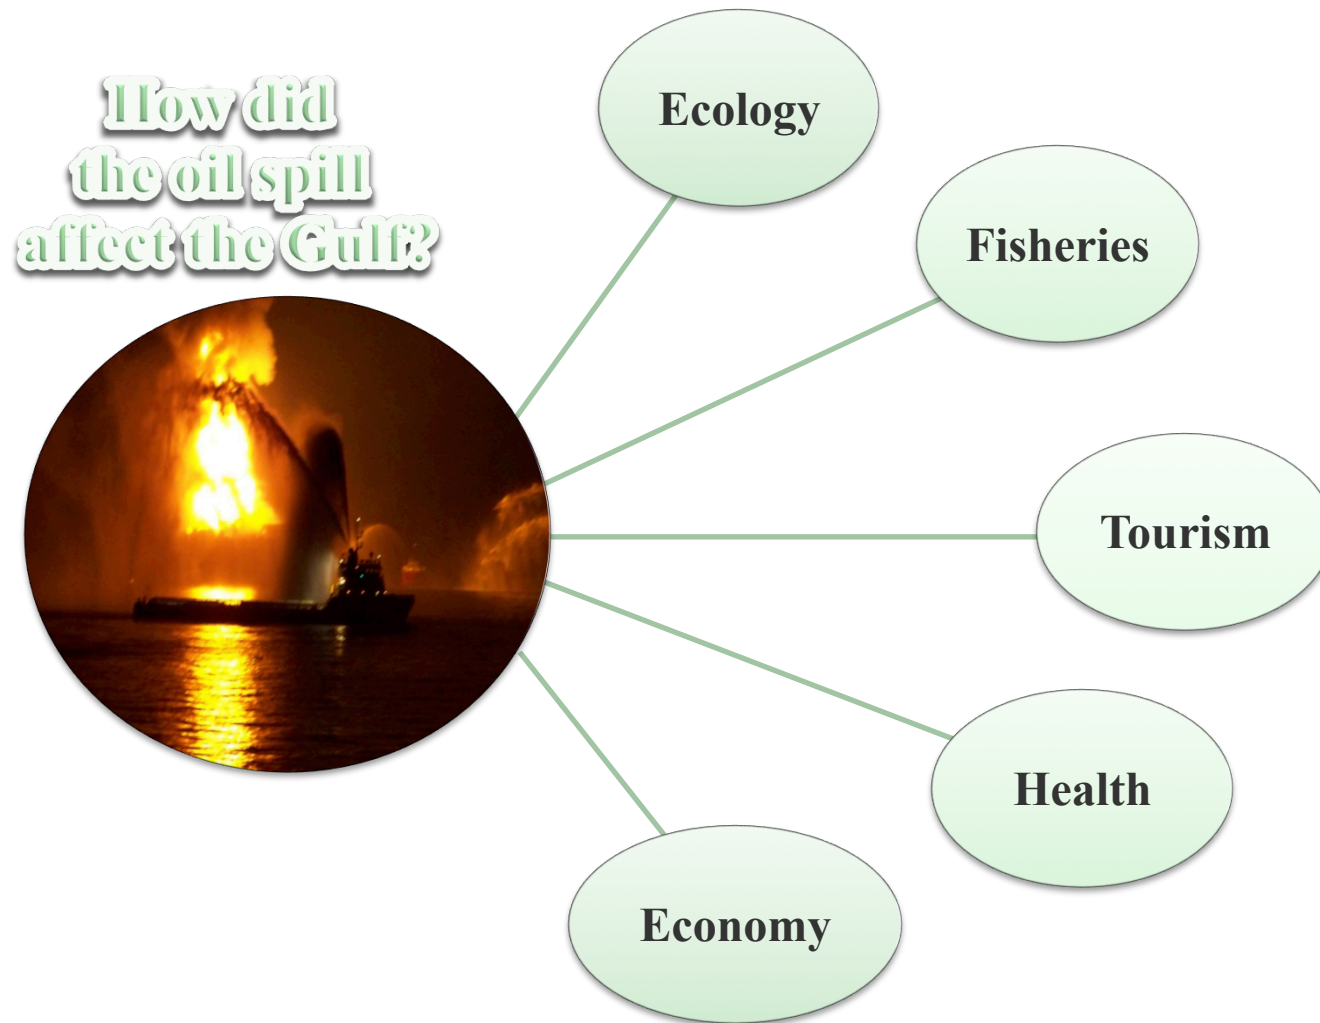 How did
the oil spill
affect the Gulf?
Ecology
Fisheries
Tourism
Health
Economy